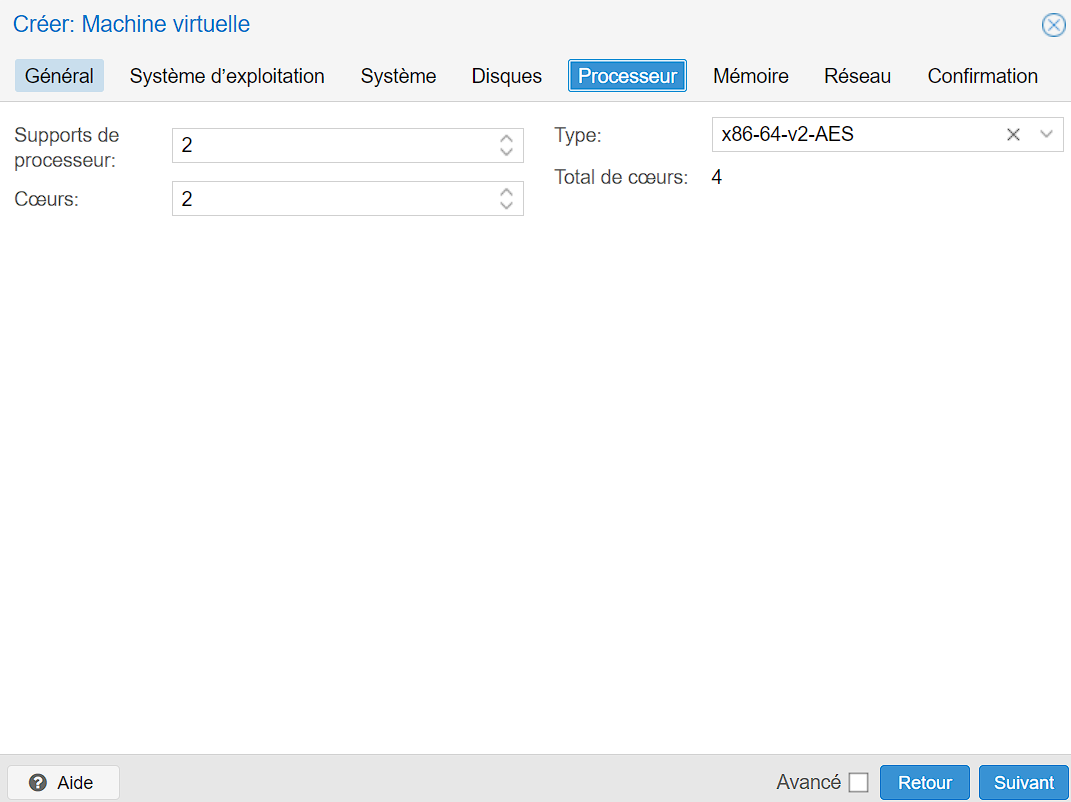 Créer: Machine virtuelle
Général Système d’exploitation Système Disques Processeur Mémoire Réseau Confirmation
Supports de
processeur:
2
Type:
x86-64-v2-AES
Cœurs:
2
Total de cœurs:
4
Aide
Avancé
Retour
Suivant